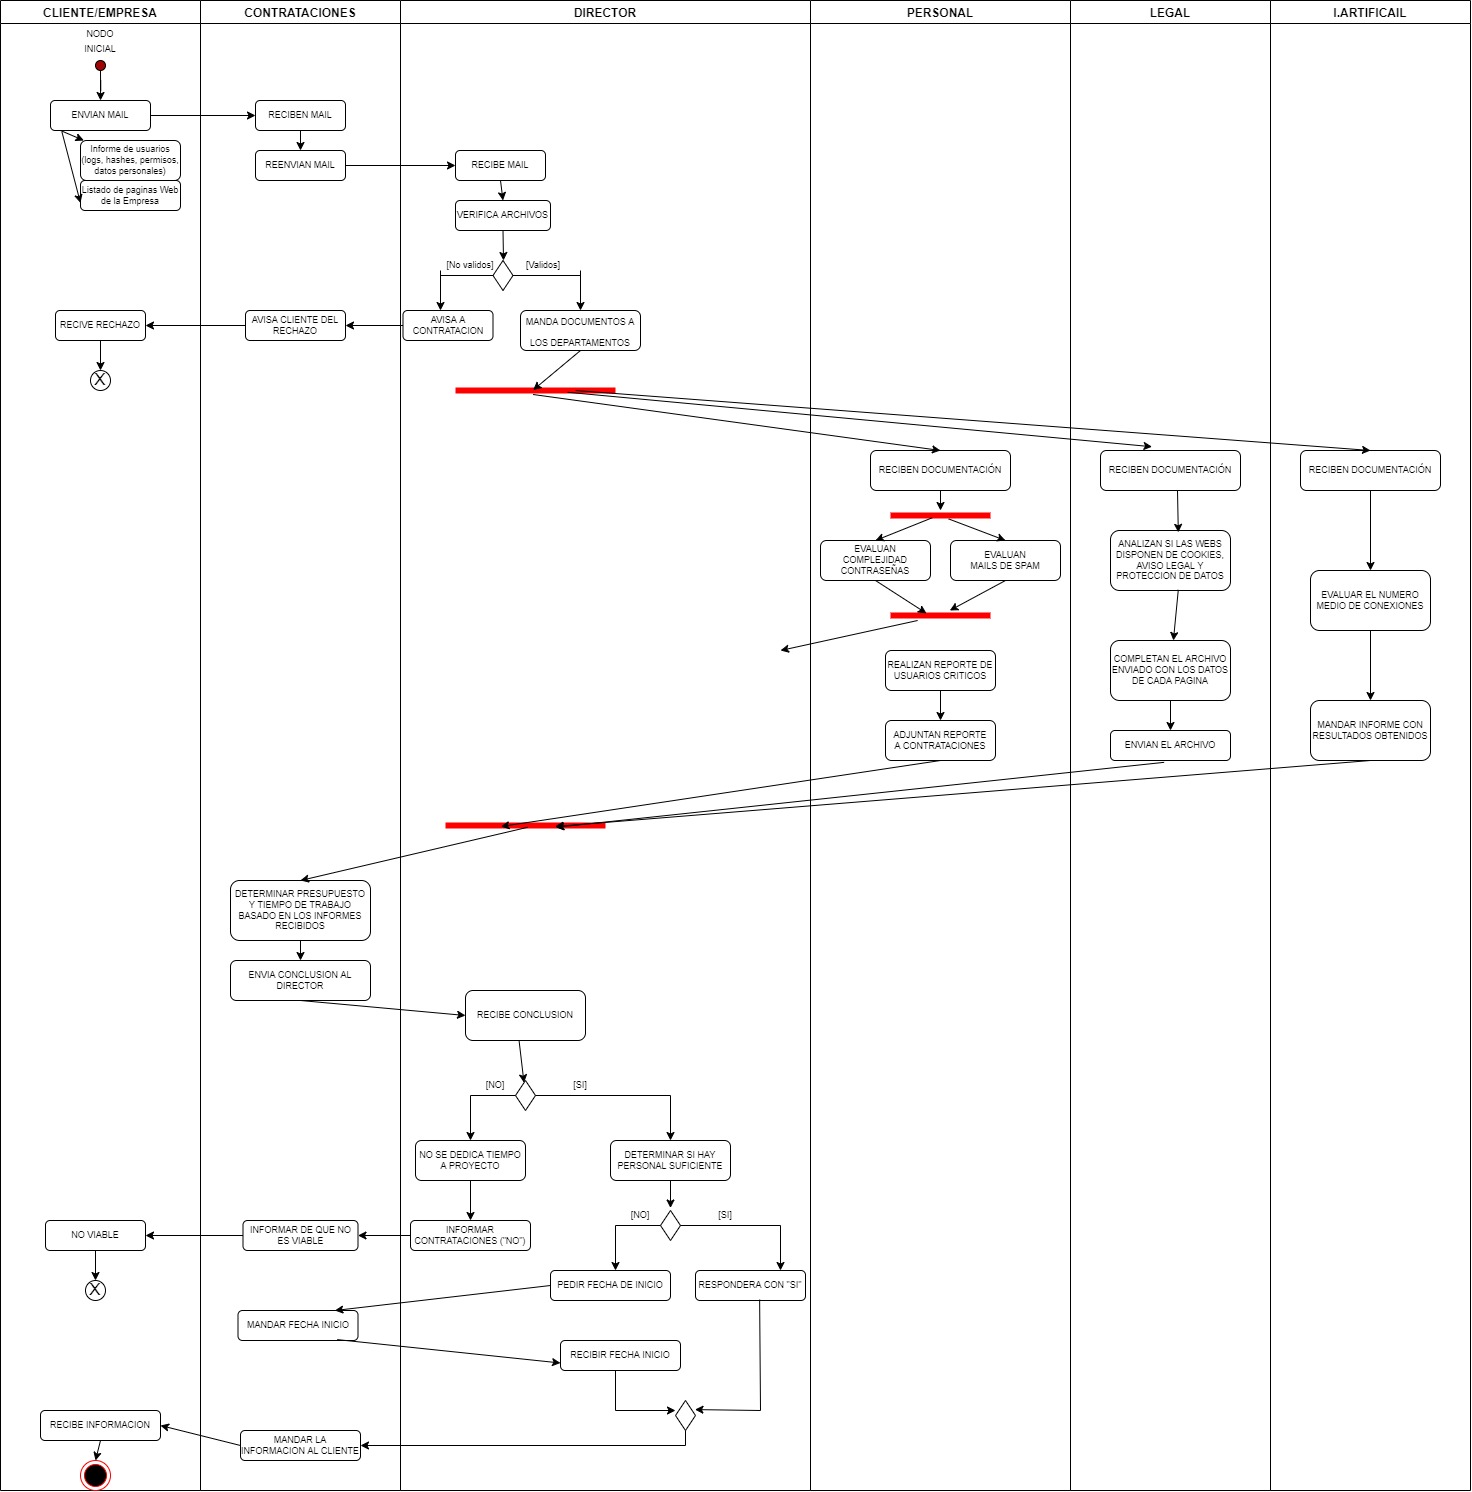 CLIENTE/EMPRESA
CONTRATACIONES
DIRECTOR
PERSONAL
LEGAL
I.ARTIFICAIL
NODO
INICIAL
ENVIAN MAIL
RECIBEN MAIL
Informe de usuarios
(logs, hashes, permisos,
datos personales)
Listado de paginas Web
de la Empresa
REENVIAN MAIL
RECIBE MAIL
VERIFICA ARCHIVOS
[No validos]
[Validos]
RECIVE RECHAZO
AVISA CLIENTE DEL
RECHAZO
AVISA A
CONTRATACION
MANDA DOCUMENTOS A
LOS DEPARTAMENTOS
X
RECIBEN DOCUMENTACIÓN
RECIBEN DOCUMENTACIÓN
RECIBEN DOCUMENTACIÓN
EVALUAN
COMPLEJIDAD
CONTRASEÑAS
EVALUAN
MAILS DE SPAM
ANALIZAN SI LAS WEBS
DISPONEN DE COOKIES,
AVISO LEGAL Y
PROTECCION DE DATOS
EVALUAR EL NUMERO
MEDIO DE CONEXIONES
REALIZAN REPORTE DE
USUARIOS CRITICOS
COMPLETAN EL ARCHIVO
ENVIADO CON LOS DATOS
DE CADA PAGINA
ADJUNTAN REPORTE
A CONTRATACIONES
ENVIAN EL ARCHIVO
MANDAR INFORME CON
RESULTADOS OBTENIDOS
DETERMINAR PRESUPUESTO
Y TIEMPO DE TRABAJO
BASADO EN LOS INFORMES
RECIBIDOS
ENVIA CONCLUSION AL
DIRECTOR
RECIBE CONCLUSION
[NO]
[SI]
NO SE DEDICA TIEMPO
A PROYECTO
DETERMINAR SI HAY
PERSONAL SUFICIENTE
NO VIABLE
INFORMAR DE QUE NO
ES VIABLE
INFORMAR
CONTRATACIONES ("NO")
[NO]
[SI]
X
PEDIR FECHA DE INICIO
RESPONDERA CON "SI"
MANDAR FECHA INICIO
RECIBIR FECHA INICIO
RECIBE INFORMACION
MANDAR LA
INFORMACION AL CLIENTE